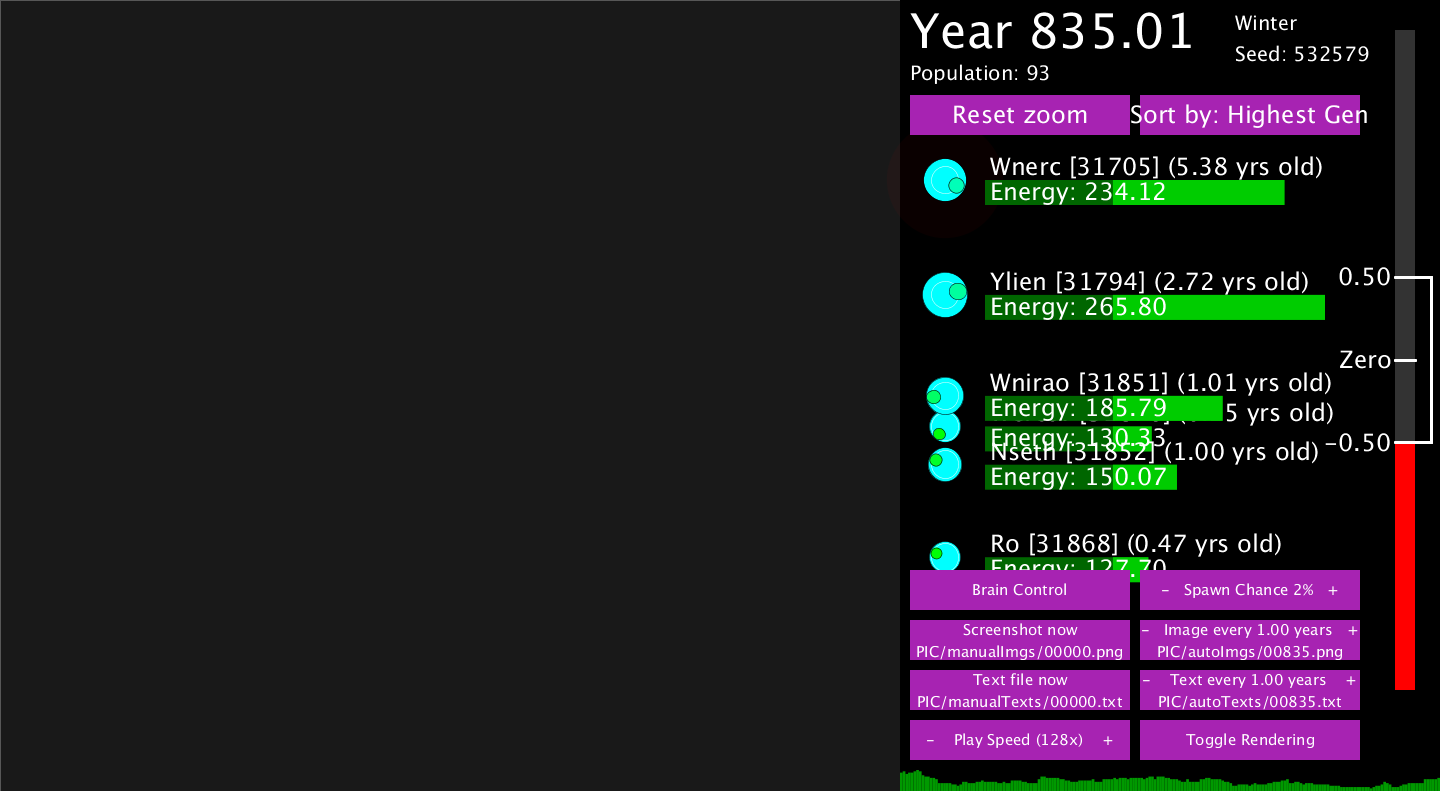 Year 835.01
Winter
Seed: 532579
Population: 93
Reset zoom
Sort by: Highest Gen
Wnerc [31705] (5.38 yrs old)
Energy: 234.12
Ylien [31794] (2.72 yrs old)
Energy: 265.80
0.50
Zero
-0.50
Wnirao [31851] (1.01 yrs old)
Energy: 185.79
5 yrs old)
Energy: 130.33
Nseth [31852] (1.00 yrs old)
Energy: 150.07
Ro [31868] (0.47 yrs old)
Energy: 127.70
Brain Control
- Spawn Chance 2% +
Screenshot now
PIC/manualImgs/00000.png
- Image every 1.00 years +
PIC/autoImgs/00835.png
Text file now
PIC/manualTexts/00000.txt
- Text every 1.00 years +
PIC/autoTexts/00835.txt
- Play Speed (128x) +
Toggle Rendering